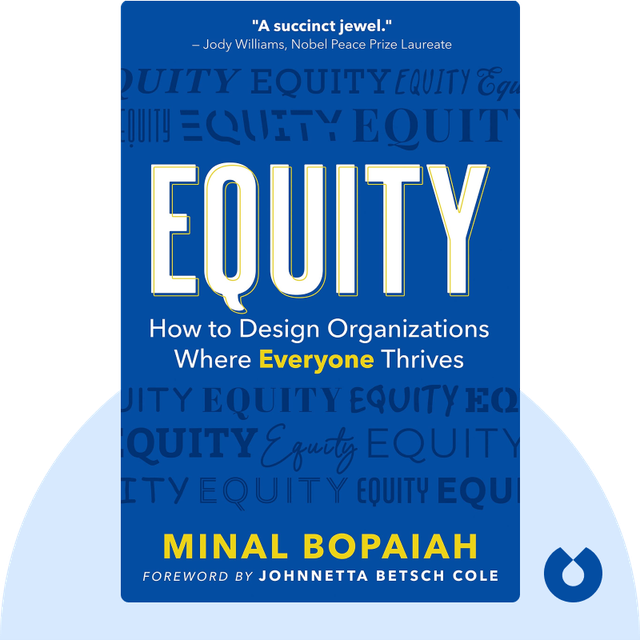 "A succinct jewel."
– Jody Williams, Nobel Peace Prize Laureate
QUITY EQUITY EQUITY Equ
EQUITY EQUITY EQUITY
EQUITY
How to Design Organizations
Where Everyone Thrives
UITY EQUITY EQUITY EQ
EQUITY Equity EQUITY
ITY EQUITY EQUITY EQU
MINAL BOPAIAH
FOREWORD BY JOHNNETTA BETSCH COLE